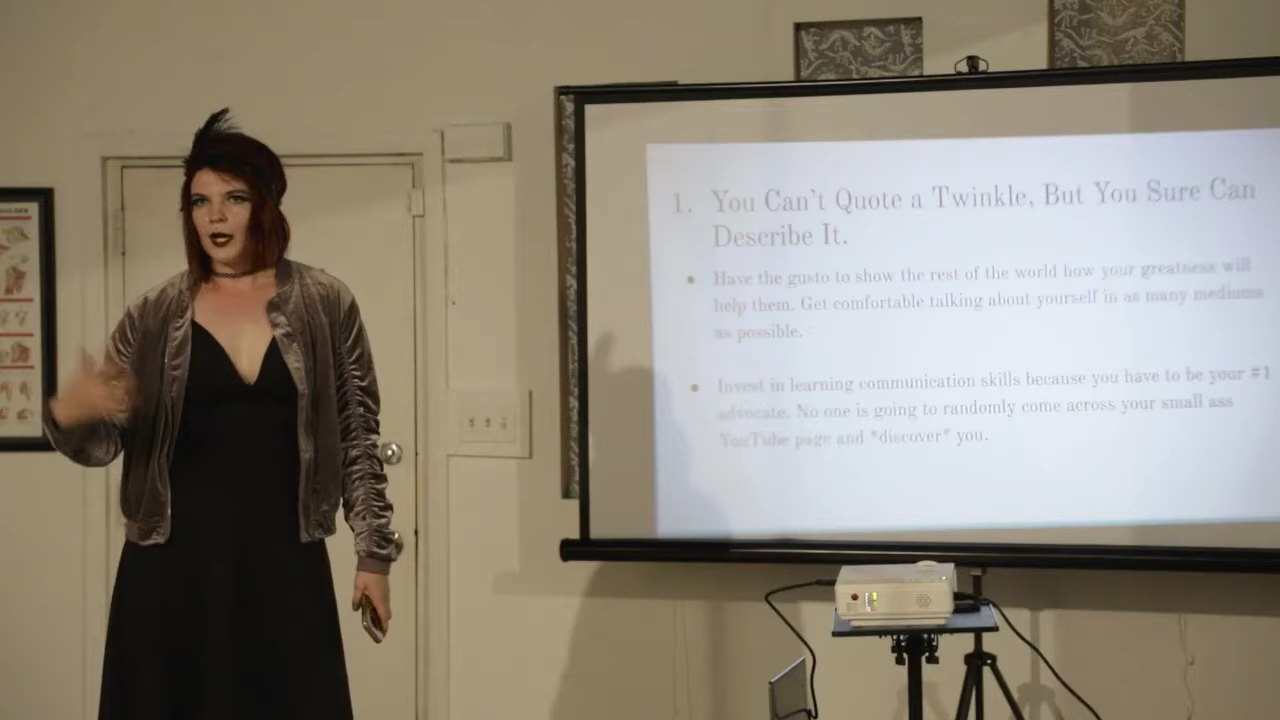 1. You Can't Quote a Twinkle, But You Sure Can
Describe It.
• Have the gusto to show the rest of the world how your greatness will
help them. Get comfortable talking about yourself in as many mediums
as possible.
• Invest in learning communication skills because you have to be your #1
advocate. No one is going to randomly come across your small ass
YouTube page and *discover* you.